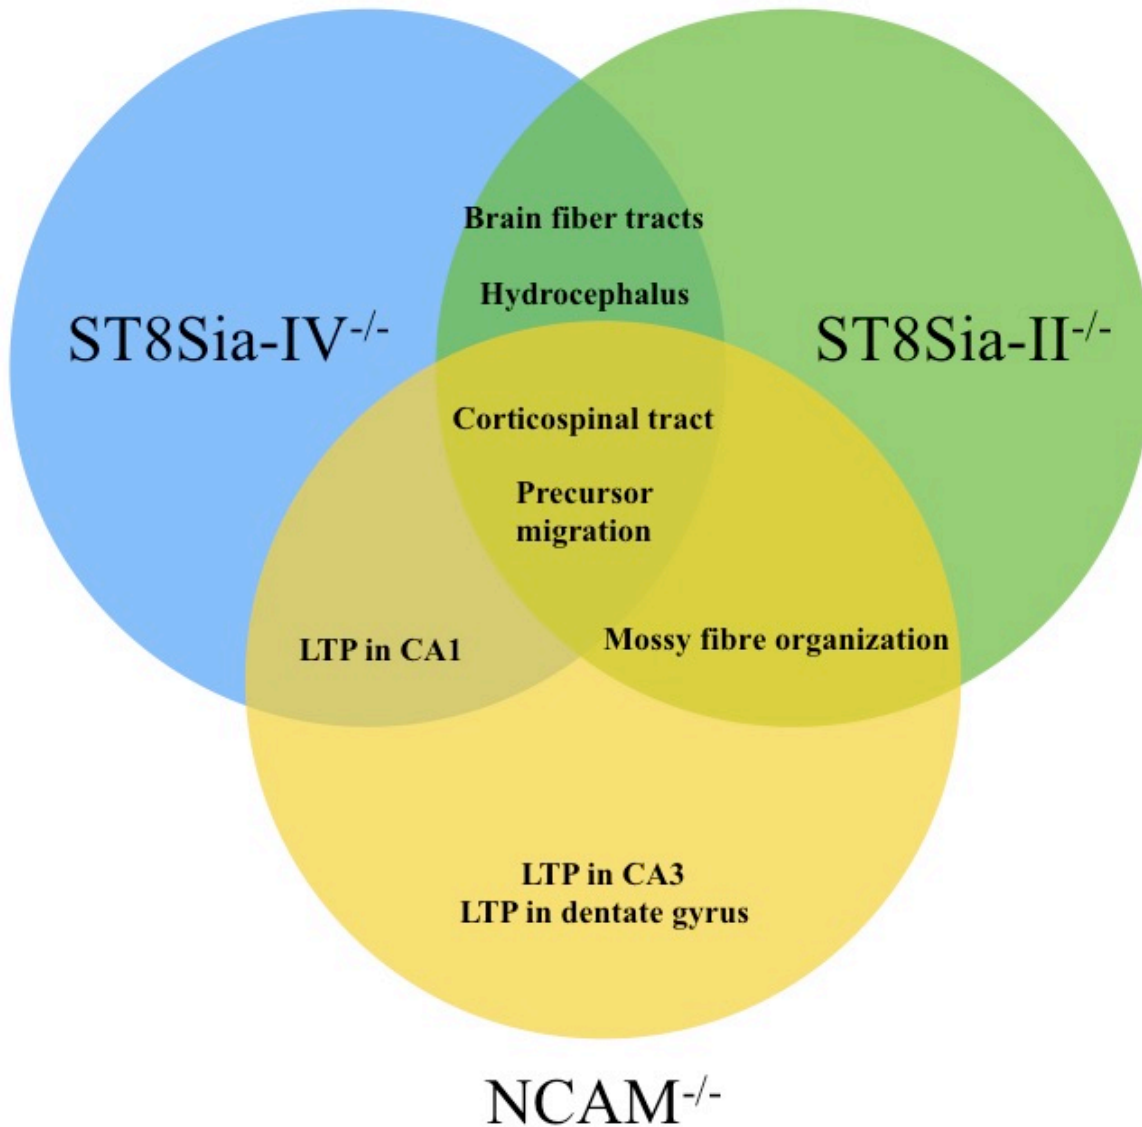 Brain fiber tracts
Hydrocephalus
ST8Sia-IV-/-
ST8Sia-II-/-
Corticospinal tract
Precursor
migration
LTP in CA1
Mossy fibre organization
LTP in CA3
LTP in dentate gyrus
NCAM-/-